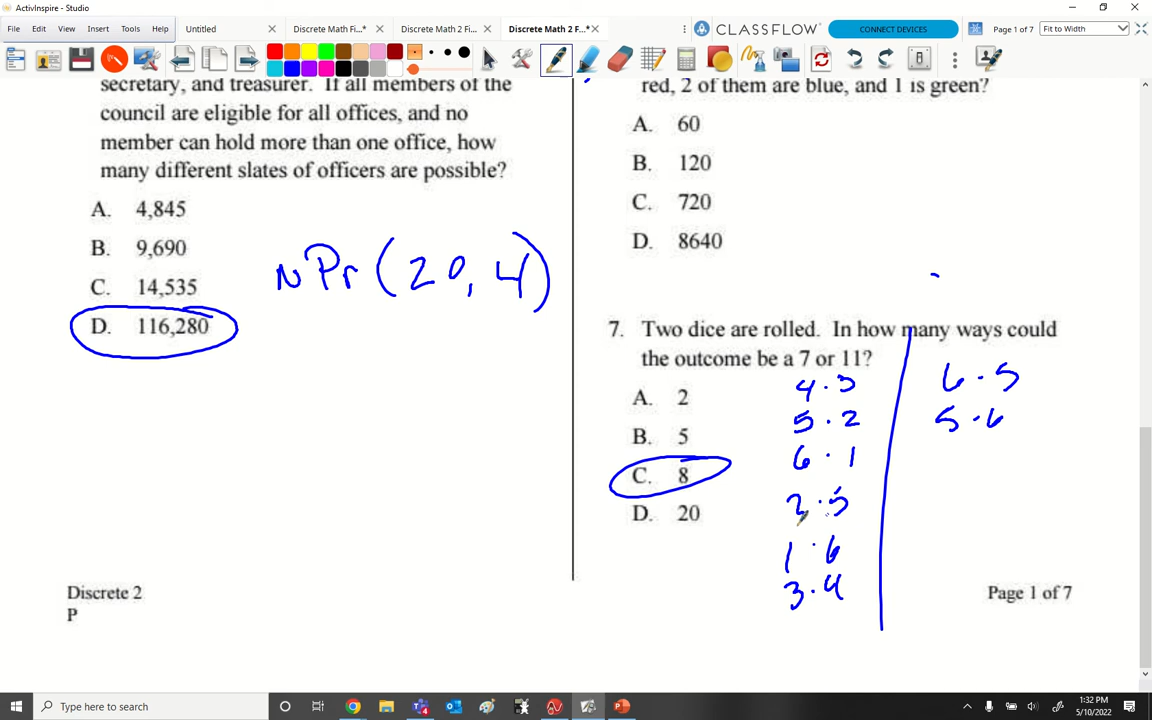 ActivInspire - Studio
File Edit View Insert Tools Help
Untitled
Discrete Math Fi...*
Discrete Math 2 F...
Discrete Math 2 F...*
CLASSFLOW
CONNECT DEVICES
Page 1 of 7
Fit to Width
secretary, and treasurer. If all members of the
council are eligible for all offices, and no
member can hold more than one office, how
many different slates of officers are possible?
A. 4,845
B. 9,690
C. 14,535
D. 116,280
nPr(20,4)
Discrete 2
P
red, 2 of them are blue, and 1 is green?
A. 60
B. 120
C. 720
D. 8640
7. Two dice are rolled. In how many ways could
the outcome be a 7 or 11?
A. 2
B. 5
C. 8
D. 20
4·3
5·2
6·1
2·5
1·6
3·4
6·5
5·6
Page 1 of 7
Type here to search
1:32 PM
5/10/2022